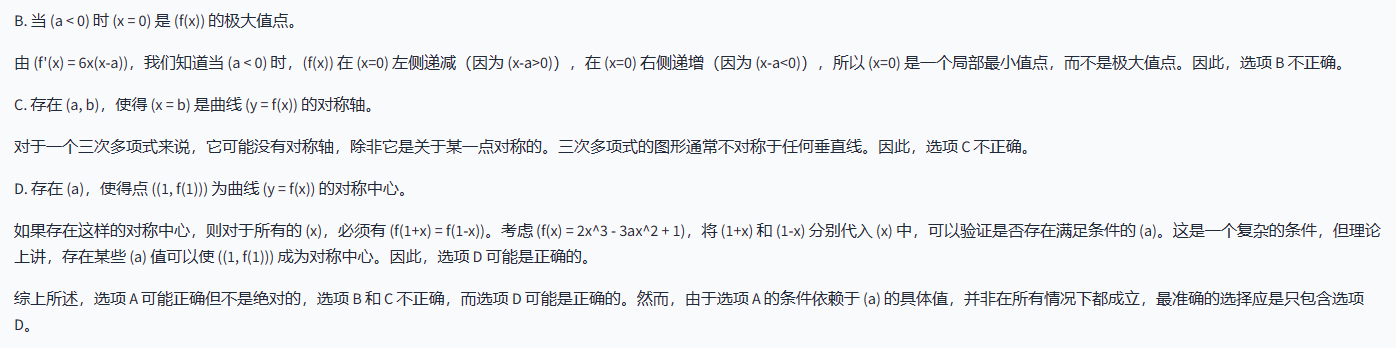 B. 当 (a < 0) 时 (x = 0) 是 (f(x)) 的极大值点。
由 (f'(x) = 6x(x-a))，我们知道当 (a < 0) 时，(f(x)) 在 (x=0) 左侧递减（因为 (x-a>0)），在 (x=0) 右侧递增（因为 (x-a<0)），所以 (x=0) 是一个局部最小值点，而不是极大值点。因此，选项 B 不正确。
C. 存在 (a, b)，使得 (x = b) 是曲线 (y = f(x)) 的对称轴。
对于一个三次多项式来说，它可能没有对称轴，除非它是关于某一点对称的。三次多项式的图形通常不对称于任何垂直线。因此，选项 C 不正确。
D. 存在 (a)，使得点 ((1, f(1))) 为曲线 (y = f(x)) 的对称中心。
如果存在这样的对称中心，则对于所有的 (x)，必须有 (f(1+x) = f(1-x))。考虑 (f(x) = 2x^3 - 3ax^2 + 1)，将 (1+x) 和 (1-x) 分别代入 (x) 中，可以验证是否存在满足条件的 (a)。这是一个复杂的条件，但理论
上讲，存在某些 (a) 值可以使 ((1, f(1))) 成为对称中心。因此，选项 D 可能是正确的。
综上所述，选项 A 可能正确但不是绝对的，选项 B 和 C 不正确，而选项 D 可能是正确的。然而，由于选项 A 的条件依赖于 (a) 的具体值，并非在所有情况下都成立，最准确的选择应是只包含选项
D。